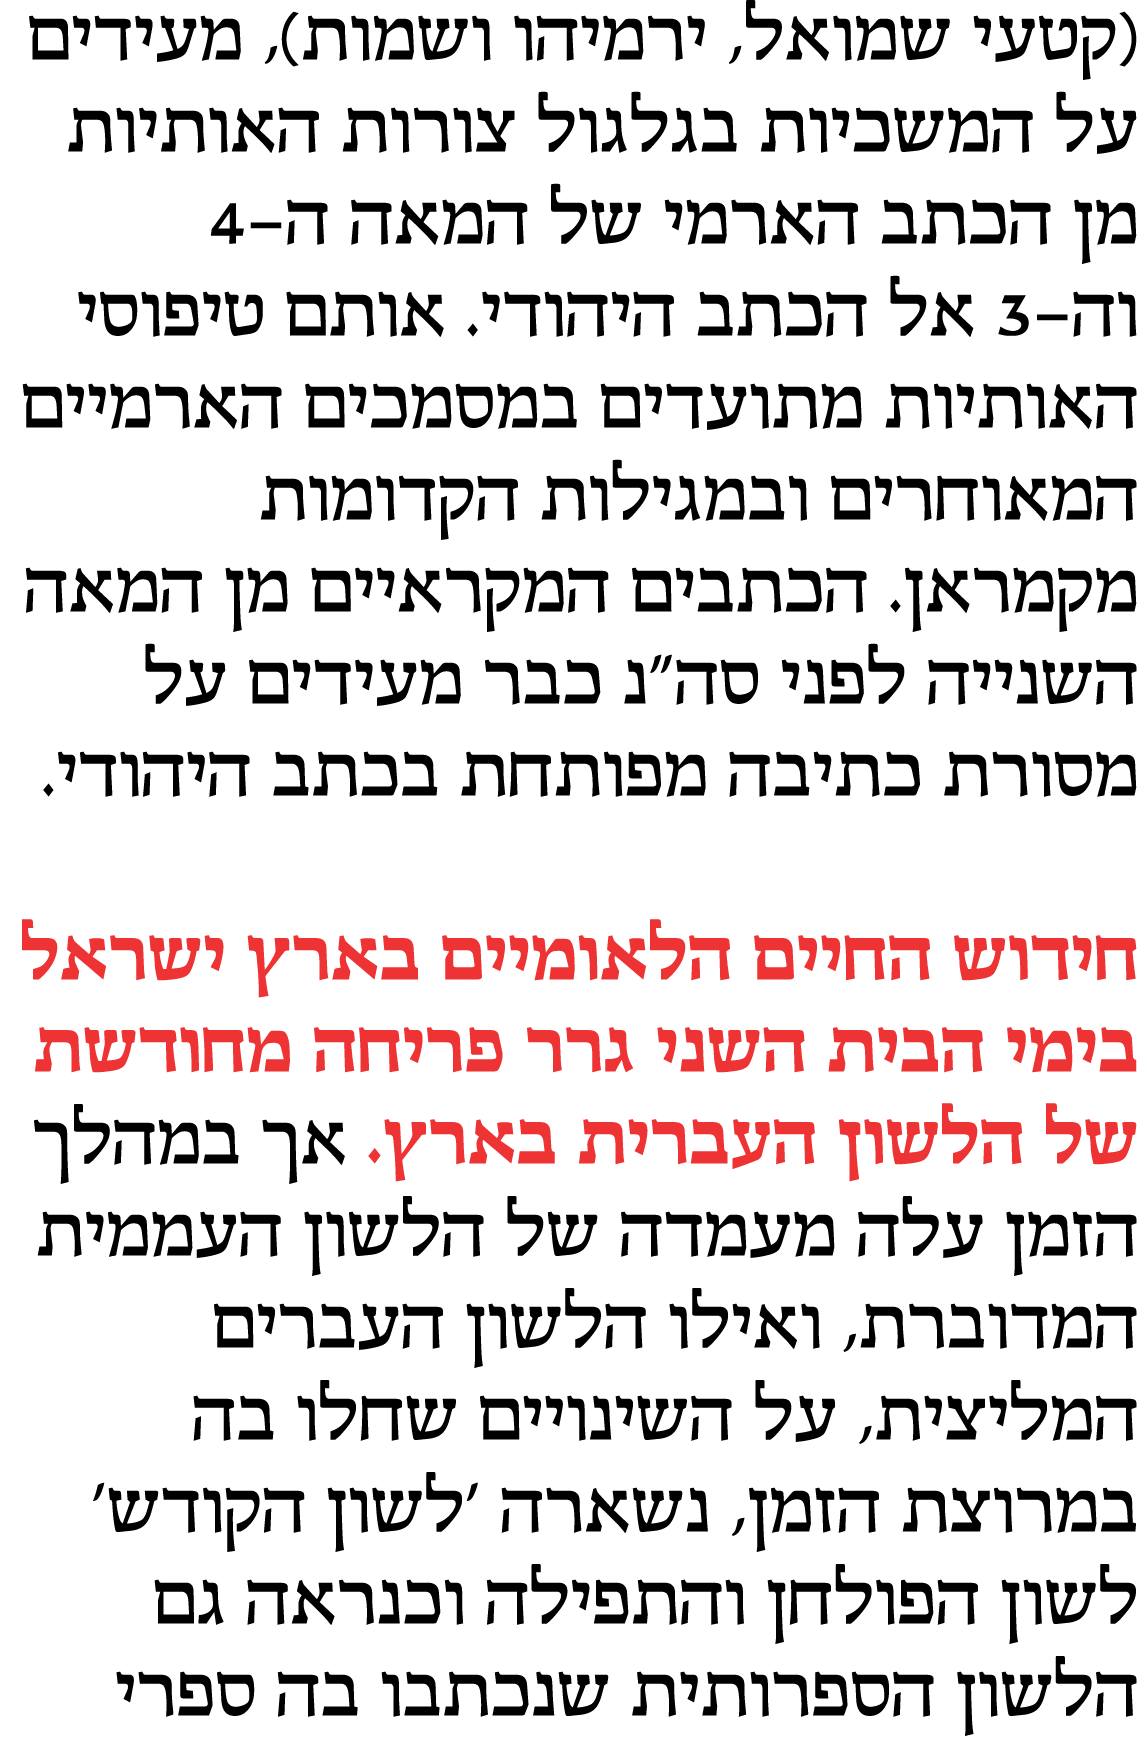 (קטעי שמואל, ירמיהו ושמות), מעידים
על המשכיות בגלגול צורות האותיות
מן הכתב הארמי של המאה ה–4
וה–3 אל הכתב היהודי. אותם טיפוסי
האותיות מתועדים במסמכים הארמיים
המאוחרים ובמגילות הקדומות
מקמראן. הכתבים המקראיים מן המאה
השנייה לפני סה״נ כבר מעידים על
מסורת כתיבה מפותחת בכתב היהודי.
חידוש החיים הלאומיים בארץ ישראל
בימי הבית השני גרר פריחה מחודשת
של הלשון העברית בארץ. אך במהלך
הזמן עלה מעמדה של הלשון העממית
המדוברת, ואילו הלשון העברים
המליצית, על השינויים שחלו בה
במרוצת הזמן, נשארה ׳לשון הקודש׳
לשון הפולחן והתפילה וכנראה גם
הלשון הספרותית שנכתבו בה ספרי